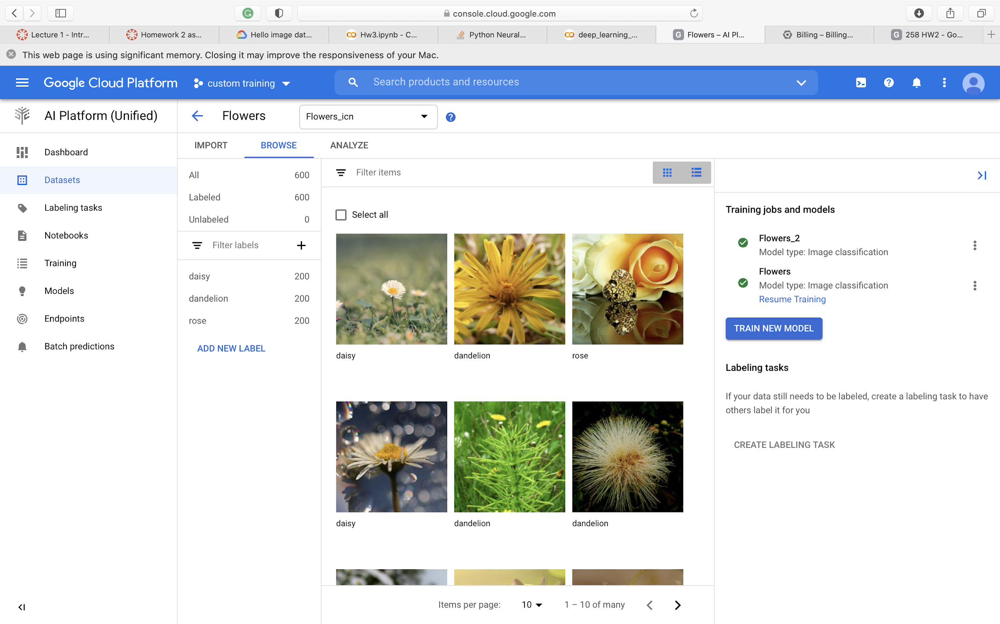 console.cloud.google.com
Lecture 1 - Intr...
Homework 2 as...
Hello image dat...
Hw3.ipynb - C...
Python Neural...
deep_learning_...
G Flowers – AI Pl...
Billing – Billing...
G 258 HW2 - Go...
This web page is using significant memory. Closing it may improve the responsiveness of your Mac.
Google Cloud Platform
custom training
Search products and resources
AI Platform (Unified)
Flowers
Flowers_icn
Dashboard
Datasets
Labeling tasks
Notebooks
Training
Models
Endpoints
Batch predictions
IMPORT
BROWSE
ANALYZE
All 600
Labeled 600
Unlabeled 0
Filter labels
daisy 200
dandelion 200
rose 200
ADD NEW LABEL
Filter items
Select all
daisy
dandelion
rose
daisy
dandelion
dandelion
Items per page: 10 1 – 10 of many
Training jobs and models
Flowers_2
Model type: Image classification
Flowers
Model type: Image classification
Resume Training
TRAIN NEW MODEL
Labeling tasks
If your data still needs to be labeled, create a labeling task to have
others label it for you
CREATE LABELING TASK